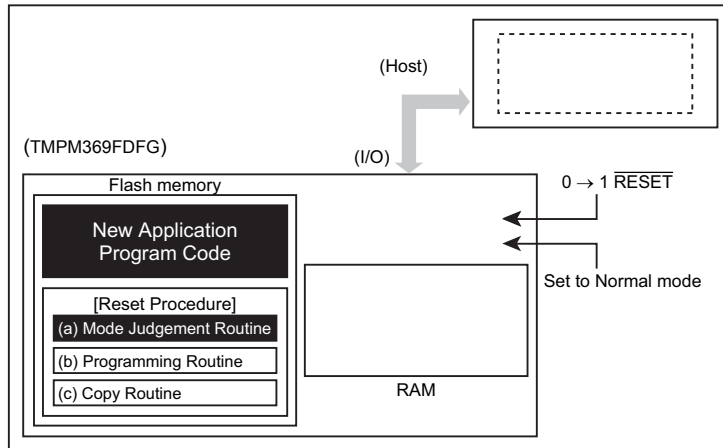 (Host)
(TMPM369FDFG)
(I/O)
Flash memory
0 → 1 RESET
New Application
Program Code
Set to Normal mode
[Reset Procedure]
(a) Mode Judgement Routine
(b) Programming Routine
(c) Copy Routine
RAM